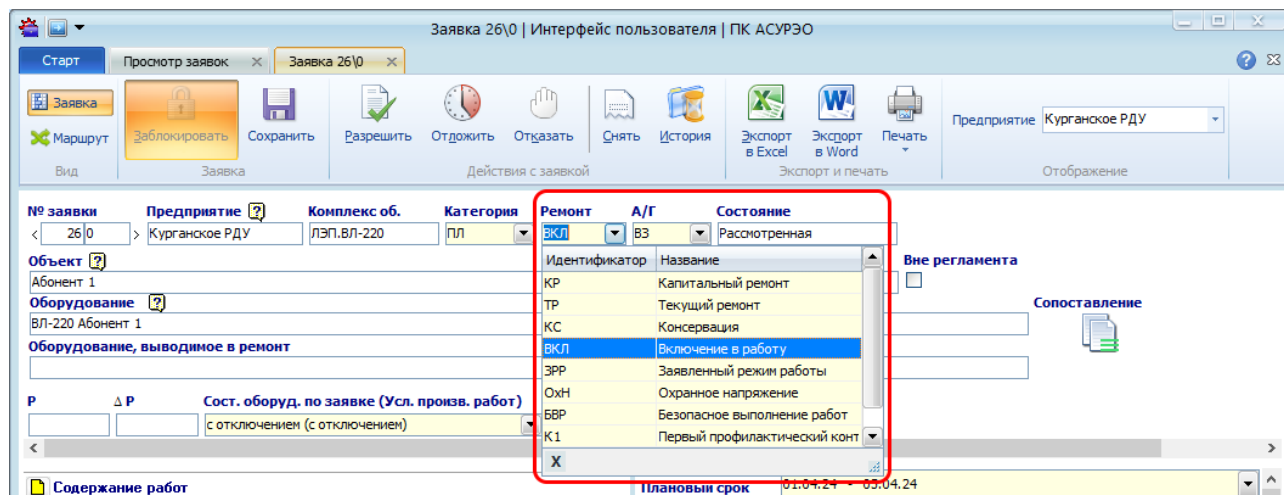 Заявка 26\0 | Интерфейс пользователя | ПК АСУРЭО
Старт Просмотр заявок Заявка 26\0
Заявка
Маршрут
Вид
Заблокировать Сохранить
Заявка
Разрешить Отложить Отказать Снять История
Действия с заявкой
Экспорт в Excel Экспорт в Word Печать
Экспорт и печать
Предприятие Курганское РДУ
Отображение
№ заявки Предприятие Комплекс об. Категория Ремонт А/Г Состояние
< 26 0 > Курганское РДУ ЛЭП.ВЛ-220 ПЛ ВКЛ ВЗ Рассмотренная
Объект Вне регламента
Абонент 1
Оборудование Сопоставление
ВЛ-220 Абонент 1
Оборудование, выводимое в ремонт
Идентификатор Название
КР Капитальный ремонт
ТР Текущий ремонт
КС Консервация
ВКЛ Включение в работу
ЗРР Заявленный режим работы
ОхН Охранное напряжение
БВР Безопасное выполнение работ
К1 Первый профилактический конт
X
Р Δ Р Сост. оборуд. по заявке (Усл. произв. работ)
с отключением (с отключением)
Содержание работ Плановый срок 01.04.24 - 05.04.24